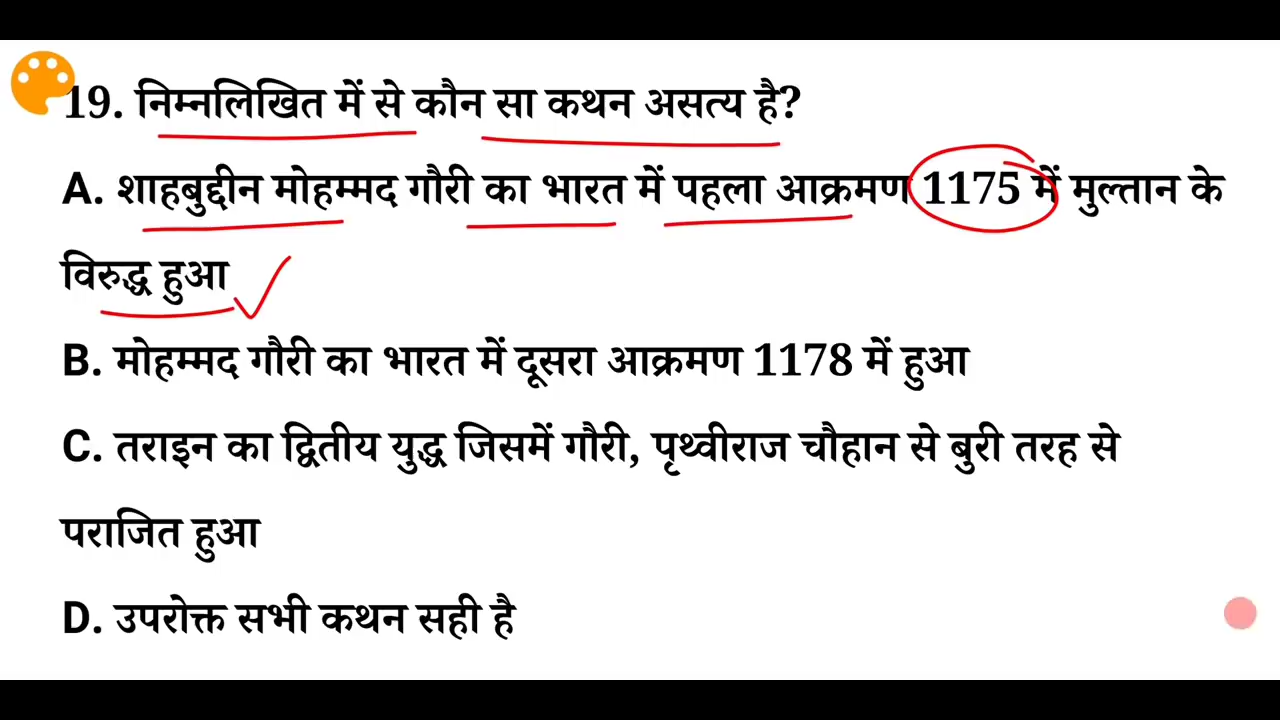 19. निम्नलिखित में से कौन सा कथन असत्य है?
A. शाहबुद्दीन मोहम्मद गौरी का भारत में पहला आक्रमण 1175 में मुल्तान के
विरुद्ध हुआ
B. मोहम्मद गौरी का भारत में दूसरा आक्रमण 1178 में हुआ
C. तराइन का द्वितीय युद्ध जिसमें गौरी, पृथ्वीराज चौहान से बुरी तरह से
पराजित हुआ
D. उपरोक्त सभी कथन सही है